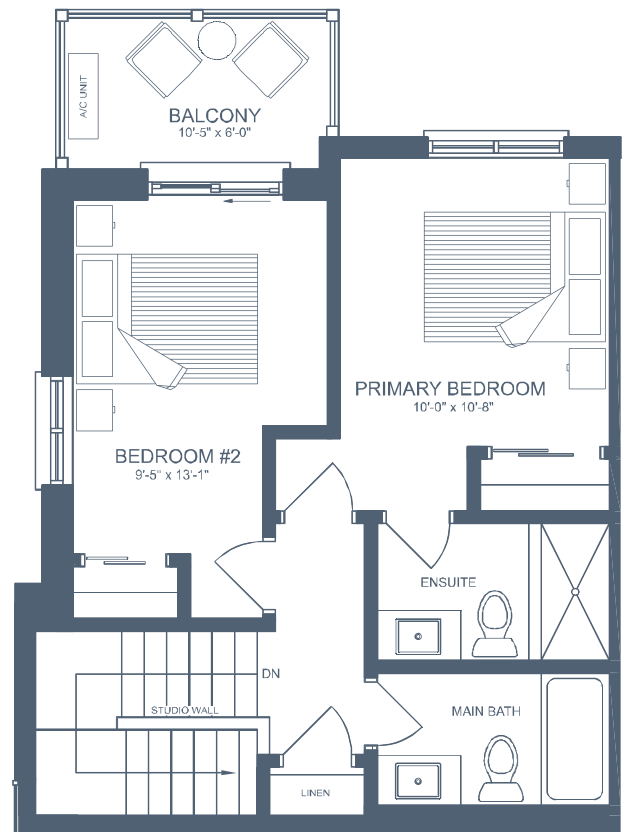 A/C UNIT
BALCONY
10'-5" x 6'-0"
PRIMARY BEDROOM
10'-0" x 10'-8"
BEDROOM #2
9'-5" x 13'-1"
ENSUITE
DN
STUDIO WALL
MAIN BATH
LINEN